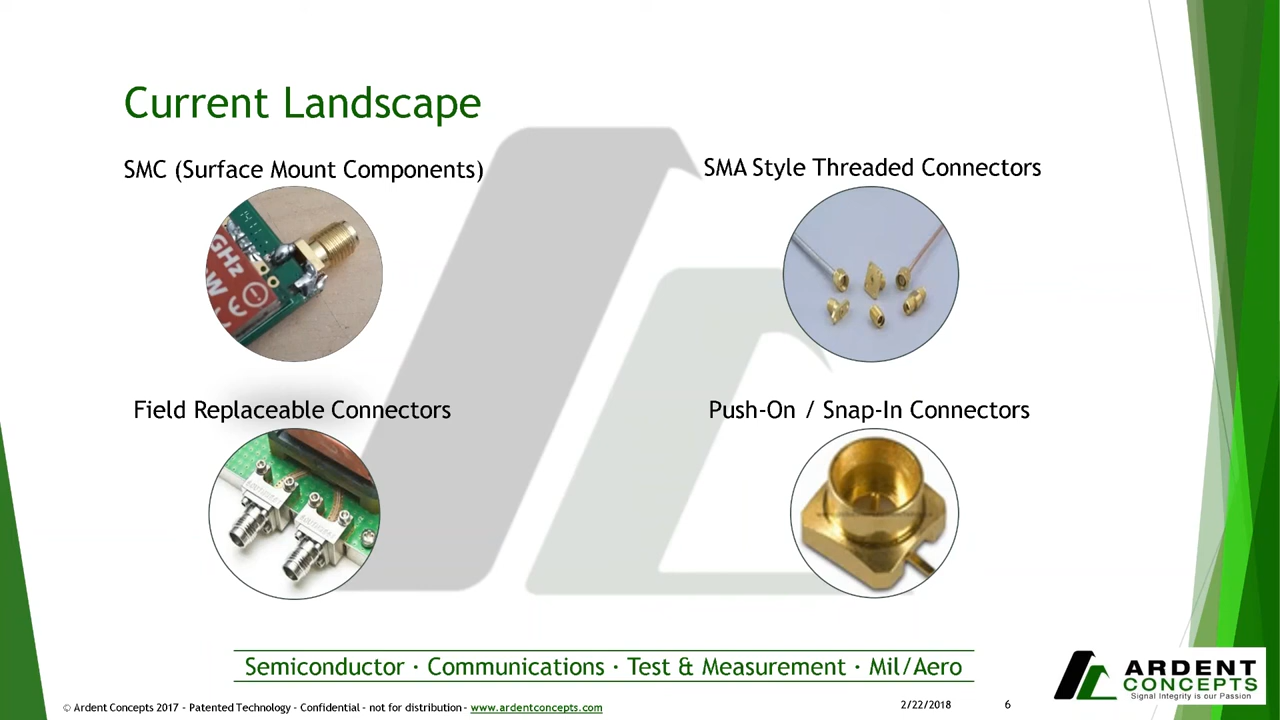 Current Landscape
SMC (Surface Mount Components)
SMA Style Threaded Connectors
GHz
Field Replaceable Connectors
Push-On / Snap-In Connectors
Semiconductor · Communications · Test & Measurement · Mil/Aero
ARDENT
CONCEPTS
Signal Integrity is our Passion
© Ardent Concepts 2017 - Patented Technology - Confidential - not for distribution - www.ardentconcepts.com
2/22/2018
6